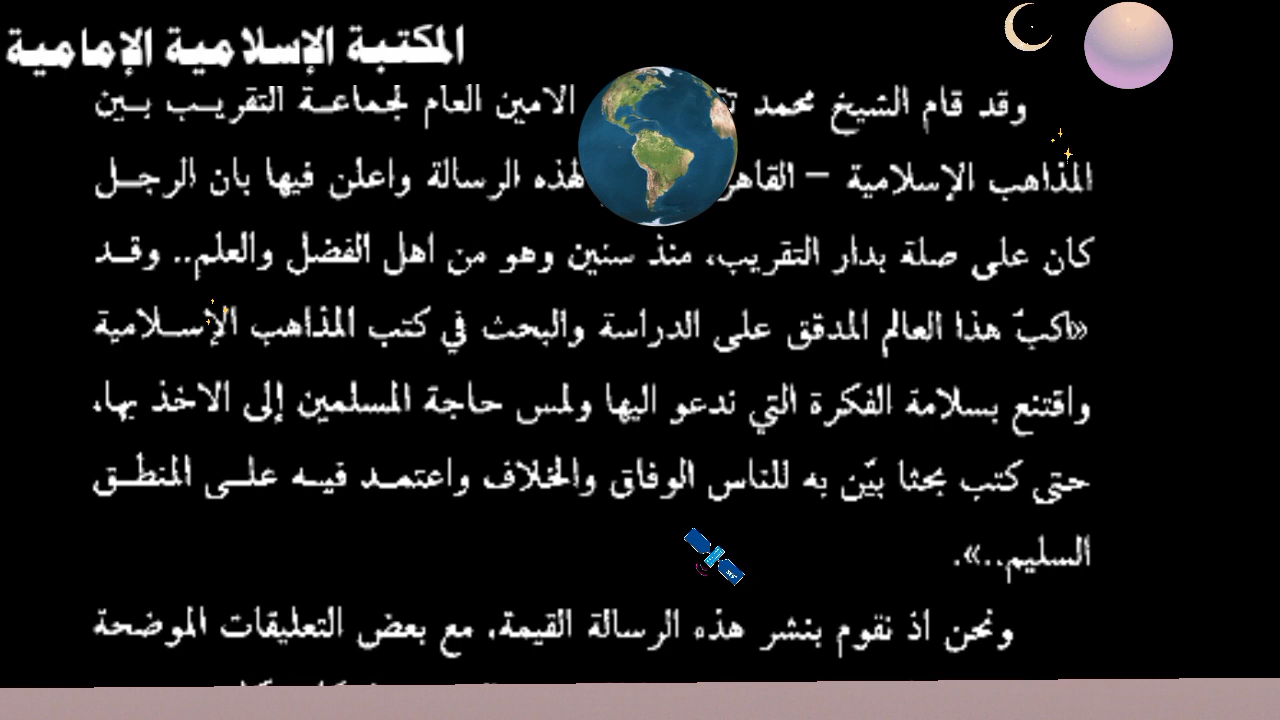 المكتبة الإسلامية الإمامية
وقد قام الشيخ محمد الامين العام لجماعة التقريب بين
المذاهب الإسلامية – لهذه الرسالة واعلن فيها بان الرجل
كان على صلة بدار التقريب، منذ سنين وهو من اهل الفضل والعلم.. وقد
«اكبّ هذا العالم المدقق على الدراسة والبحث في كتب المذاهب الإسلامية
واقتنع بسلامة الفكرة التي ندعو اليها ولمس حاجة المسلمين إلى الاخذ بها،
حتى كتب بحثا بيّن به للناس الوفاق والخلاف واعتمد فيه على المنطق
السليم..».
ونحن اذ نقوم بنشر هذه الرسالة القيمة، مع بعض التعليقات الموضحة